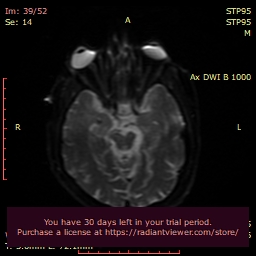 Im: 39/52
Se: 14
A
STP95
STP95
M
Ax DWI B 1000
R
L
You have 30 days left in your trial period.
Purchase a license at https://radiantviewer.com/store/